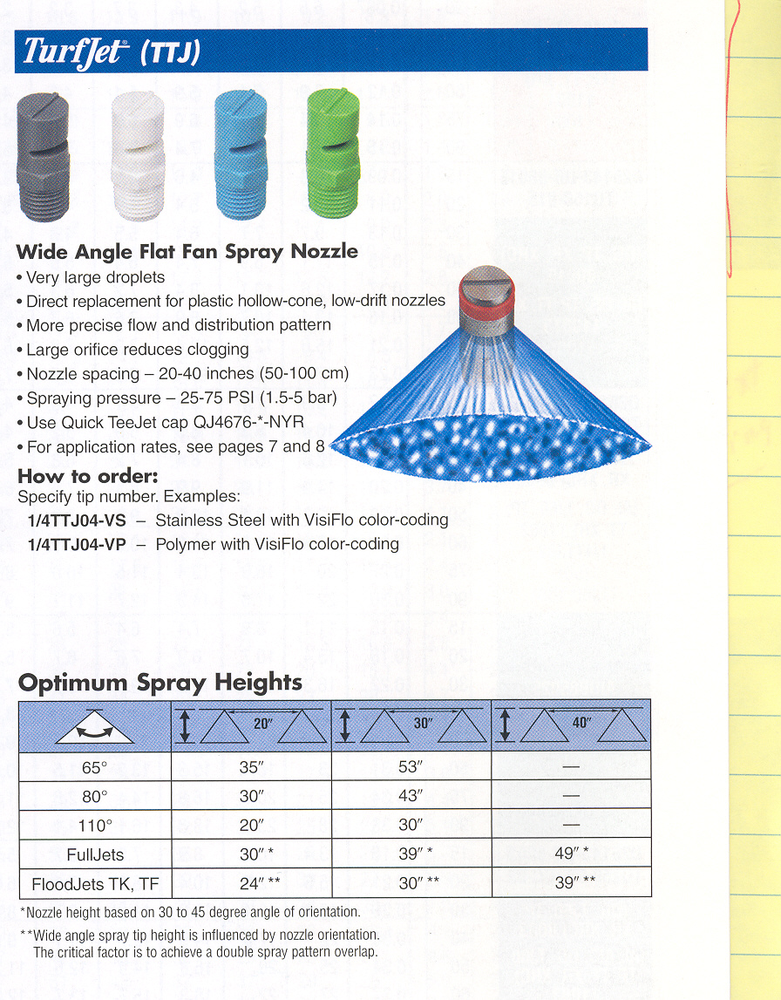 TurfJet® (TTJ)
Wide Angle Flat Fan Spray Nozzle
• Very large droplets
• Direct replacement for plastic hollow-cone, low-drift nozzles
• More precise flow and distribution pattern
• Large orifice reduces clogging
• Nozzle spacing – 20-40 inches (50-100 cm)
• Spraying pressure – 25-75 PSI (1.5-5 bar)
• Use Quick TeeJet cap QJ4676-*-NYR
• For application rates, see pages 7 and 8
How to order:
Specify tip number. Examples:
1/4TTJ04-VS – Stainless Steel with VisiFlo color-coding
1/4TTJ04-VP – Polymer with VisiFlo color-coding
Optimum Spray Heights
20″ 30″ 40″
65° 35″ 53″ —
80° 30″ 43″ —
110° 20″ 30″ —
FullJets 30″ * 39″ * 49″ *
FloodJets TK, TF 24″ ** 30″ ** 39″ **
*Nozzle height based on 30 to 45 degree angle of orientation.
**Wide angle spray tip height is influenced by nozzle orientation.
The critical factor is to achieve a double spray pattern overlap.